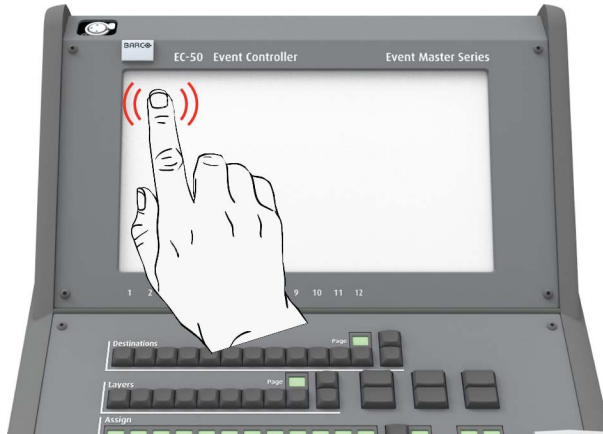 BARCO
EC-50 Event Controller Event Master Series
1 2 9 10 11 12
Destinations Page
Layers Page
Assign